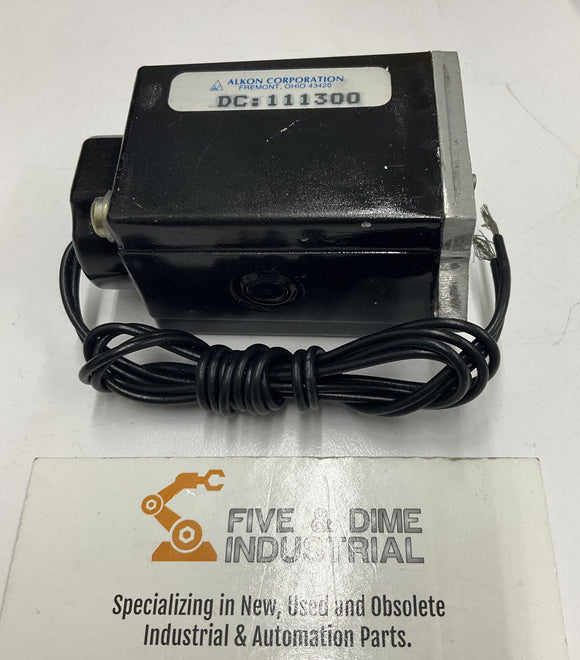 ALKON CORPORATION
FREMONT, OHIO 43420
DC:111300
FIVE & DIME
INDUSTRIAL
Specializing in New, Used and Obsolete
Industrial & Automation Parts.